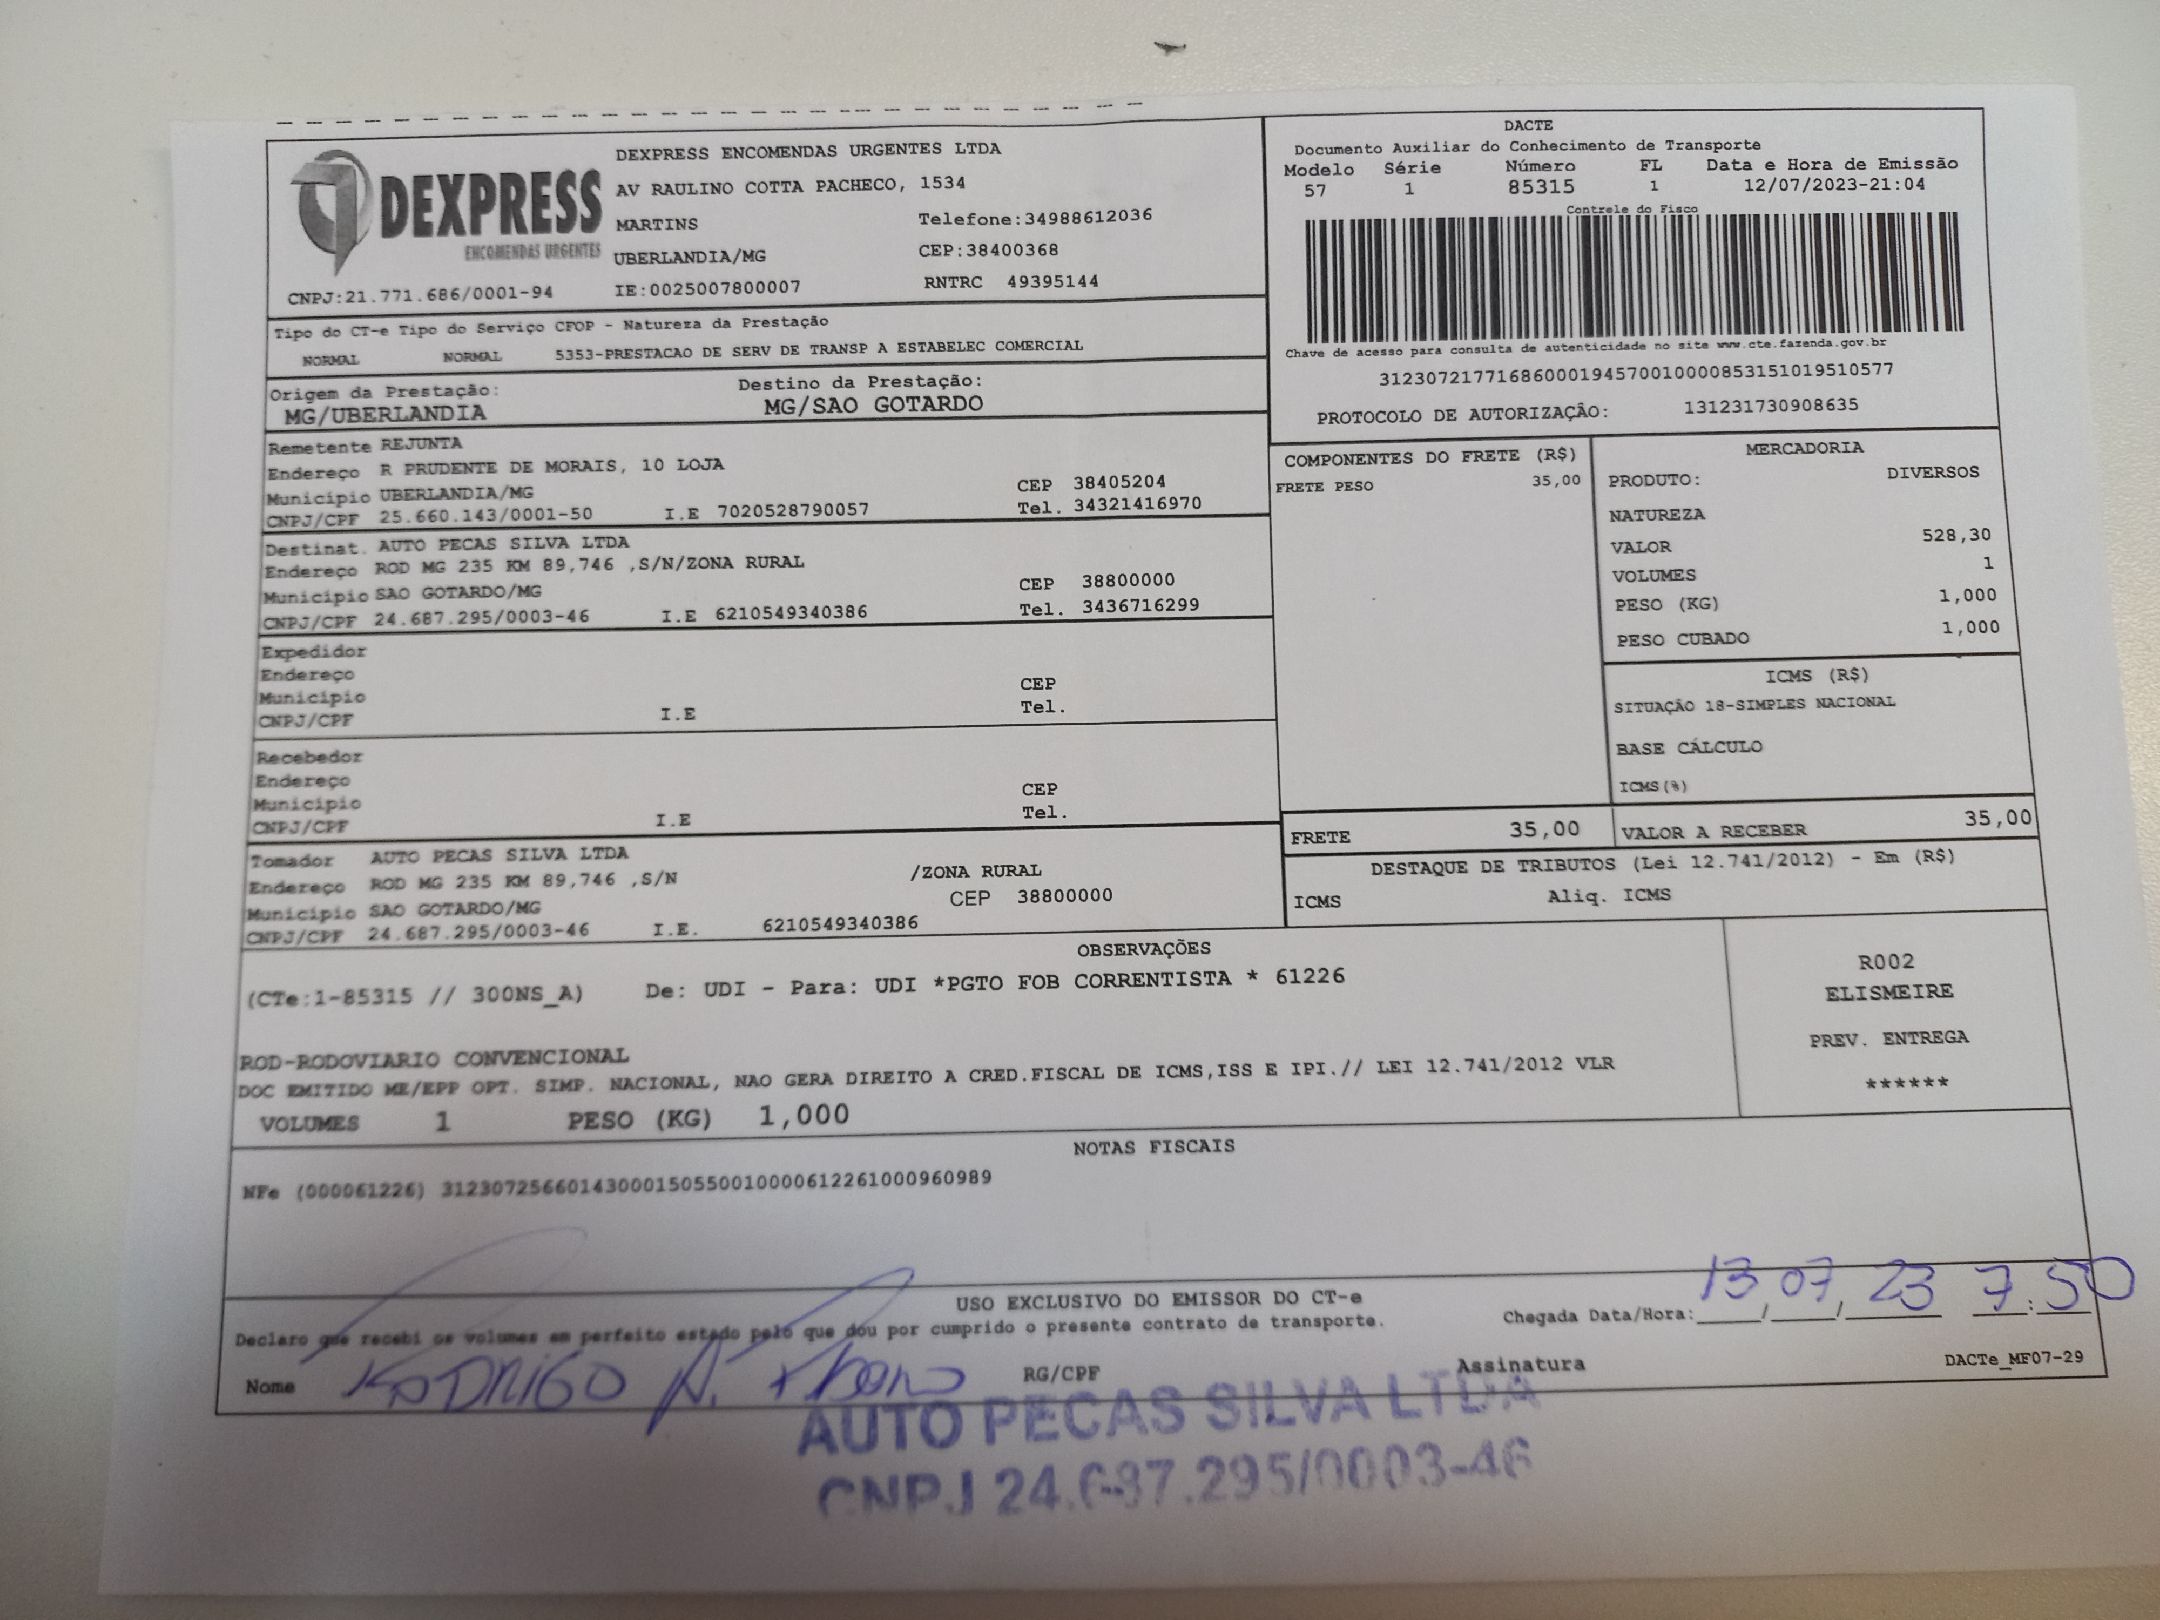 DEXPRESS
ENCOMENDAS URGENTES
CNPJ:21.771.686/0001-94
DEXPRESS ENCOMENDAS URGENTES LTDA
AV RAULINO COTTA PACHECO, 1534
MARTINS Telefone:34988612036
UBERLANDIA/MG CEP:38400368
IE:0025007800007 RNTRC 49395144
DACTE
Documento Auxiliar do Conhecimento de Transporte
Modelo Série Número FL Data e Hora de Emissão
57 1 85315 1 12/07/2023-21:04
Controle do Fisco
Chave de acesso para consulta de autenticidade no site www.cte.fazenda.gov.br
31230721771686000194570010000853151019510577
PROTOCOLO DE AUTORIZAÇÃO: 131231730908635
Tipo do CT-e Tipo do Serviço CFOP - Natureza da Prestação
NORMAL NORMAL 5353-PRESTACAO DE SERV DE TRANSP A ESTABELEC COMERCIAL
Origem da Prestação: Destino da Prestação:
MG/UBERLANDIA MG/SAO GOTARDO
Remetente REJUNTA
Endereço R PRUDENTE DE MORAIS, 10 LOJA
Município UBERLANDIA/MG CEP 38405204
CNPJ/CPF 25.660.143/0001-50 I.E 7020528790057 Tel. 34321416970
Destinat. AUTO PECAS SILVA LTDA
Endereço ROD MG 235 KM 89,746 ,S/N/ZONA RURAL
Município SAO GOTARDO/MG CEP 38800000
CNPJ/CPF 24.687.295/0003-46 I.E 6210549340386 Tel. 3436716299
Expedidor
Endereço
Município CEP
CNPJ/CPF I.E Tel.
Recebedor
Endereço
Município CEP
CNPJ/CPF I.E Tel.
Tomador AUTO PECAS SILVA LTDA
Endereço ROD MG 235 KM 89,746 ,S/N /ZONA RURAL
Município SAO GOTARDO/MG CEP 38800000
CNPJ/CPF 24.687.295/0003-46 I.E. 6210549340386
COMPONENTES DO FRETE (R$)
FRETE PESO 35,00
MERCADORIA
PRODUTO: DIVERSOS
NATUREZA
VALOR 528,30
VOLUMES 1
PESO (KG) 1,000
PESO CUBADO 1,000
ICMS (R$)
SITUAÇÃO 18-SIMPLES NACIONAL
BASE CÁLCULO
ICMS(%)
FRETE 35,00 VALOR A RECEBER 35,00
DESTAQUE DE TRIBUTOS (Lei 12.741/2012) - Em (R$)
ICMS Aliq. ICMS
OBSERVAÇÕES
(CTe:1-85315 // 300NS_A) De: UDI - Para: UDI *PGTO FOB CORRENTISTA * 61226
ROD-RODOVIARIO CONVENCIONAL
DOC EMITIDO ME/EPP OPT. SIMP. NACIONAL, NAO GERA DIREITO A CRED.FISCAL DE ICMS,ISS E IPI.// LEI 12.741/2012 VLR
VOLUMES 1 PESO (KG) 1,000
R002
ELISMEIRE
PREV. ENTREGA
******
NOTAS FISCAIS
NFe (000061226) 31230725660143000150550010000612261000960989
USO EXCLUSIVO DO EMISSOR DO CT-e
Declaro que recebi os volumes em perfeito estado pelo que dou por cumprido o presente contrato de transporte.
Chegada Data/Hora: 13/07/23 7:50
Nome RODRIGO A. RG/CPF Assinatura DACTe_MF07-29
AUTO PECAS SILVA LTDA
CNPJ 24.687.295/0003-46